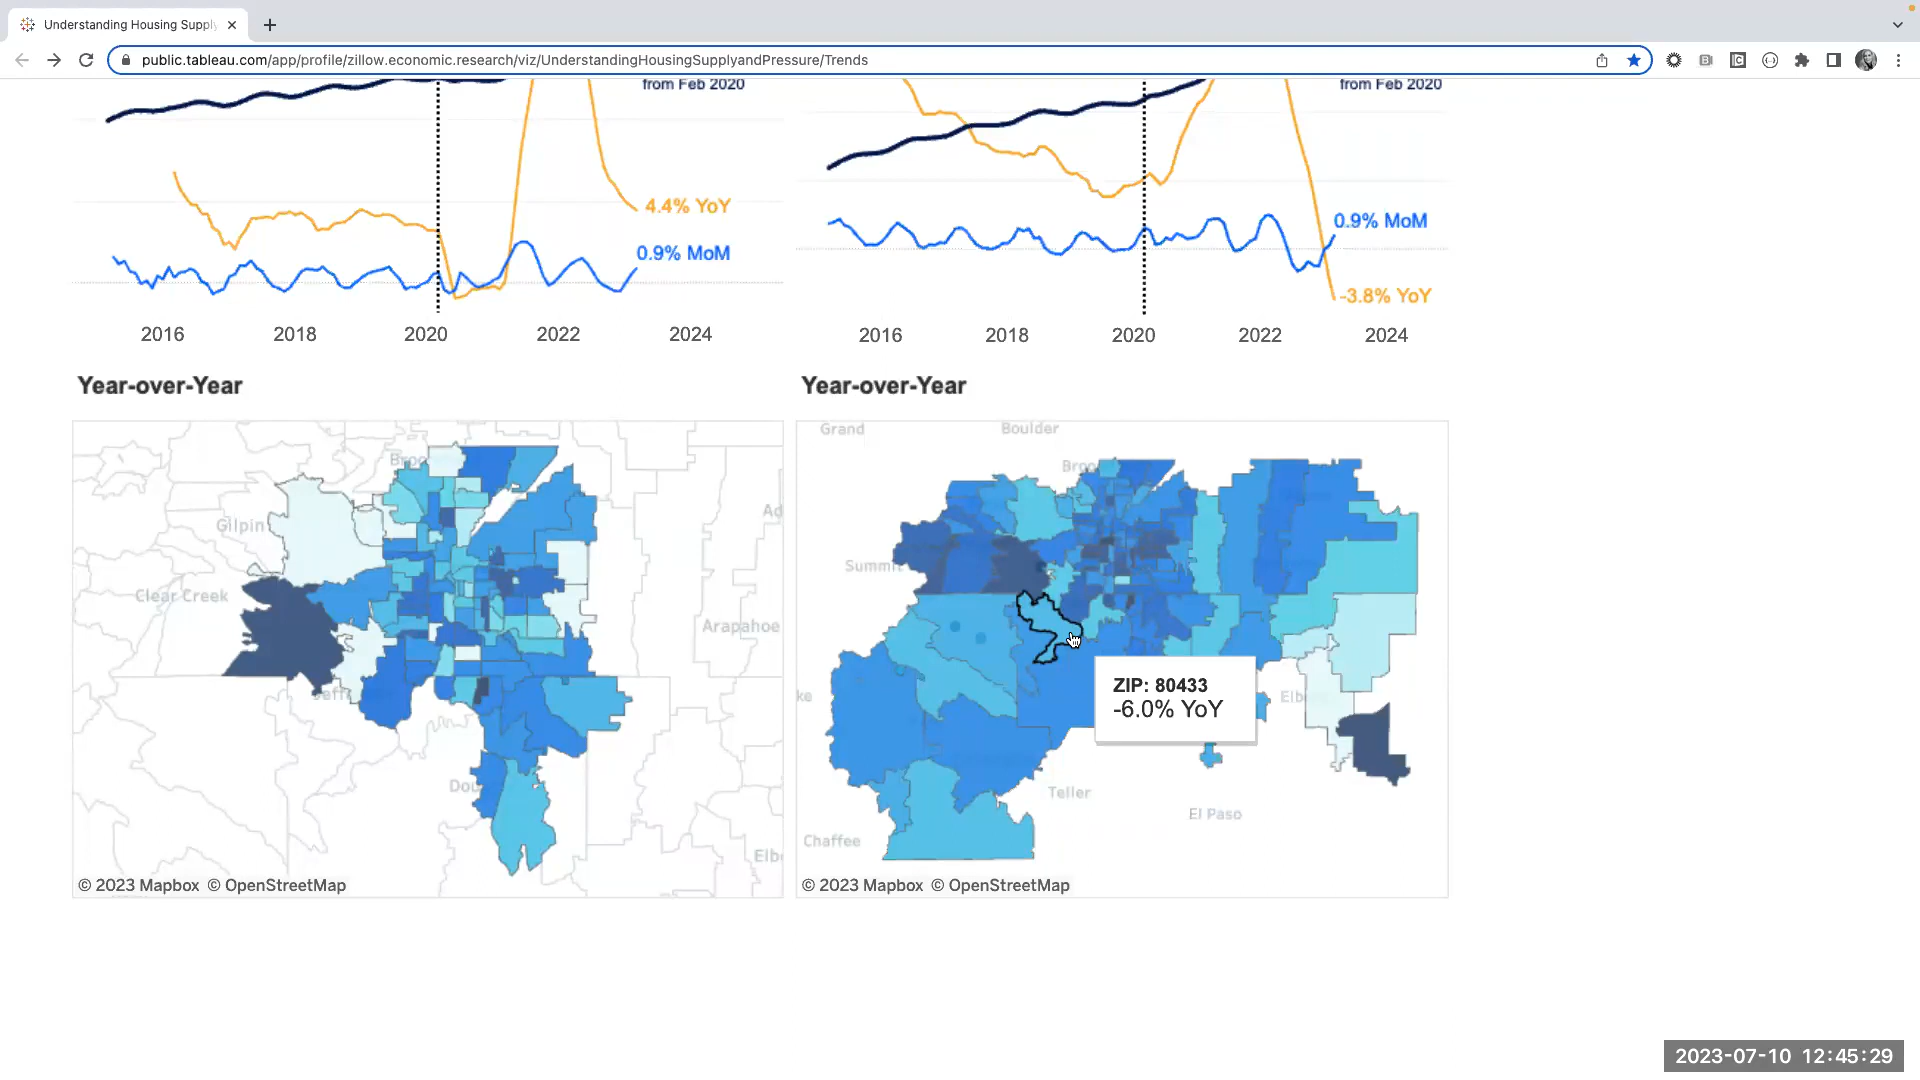 Understanding Housing Supply
public.tableau.com/app/profile/zillow.economic.research/viz/UnderstandingHousingSupplyandPressure/Trends
from Feb 2020
4.4% YoY
0.9% MoM
2016 2018 2020 2022 2024
from Feb 2020
0.9% MoM
-3.8% YoY
2016 2018 2020 2022 2024
Year-over-Year
Gilpin
Clear Creek
Arapahoe
© 2023 Mapbox © OpenStreetMap
Year-over-Year
Grand
Boulder
Summit
ZIP: 80433
-6.0% YoY
Teller
El Paso
Chaffee
© 2023 Mapbox © OpenStreetMap
2023-07-10 12:45:29